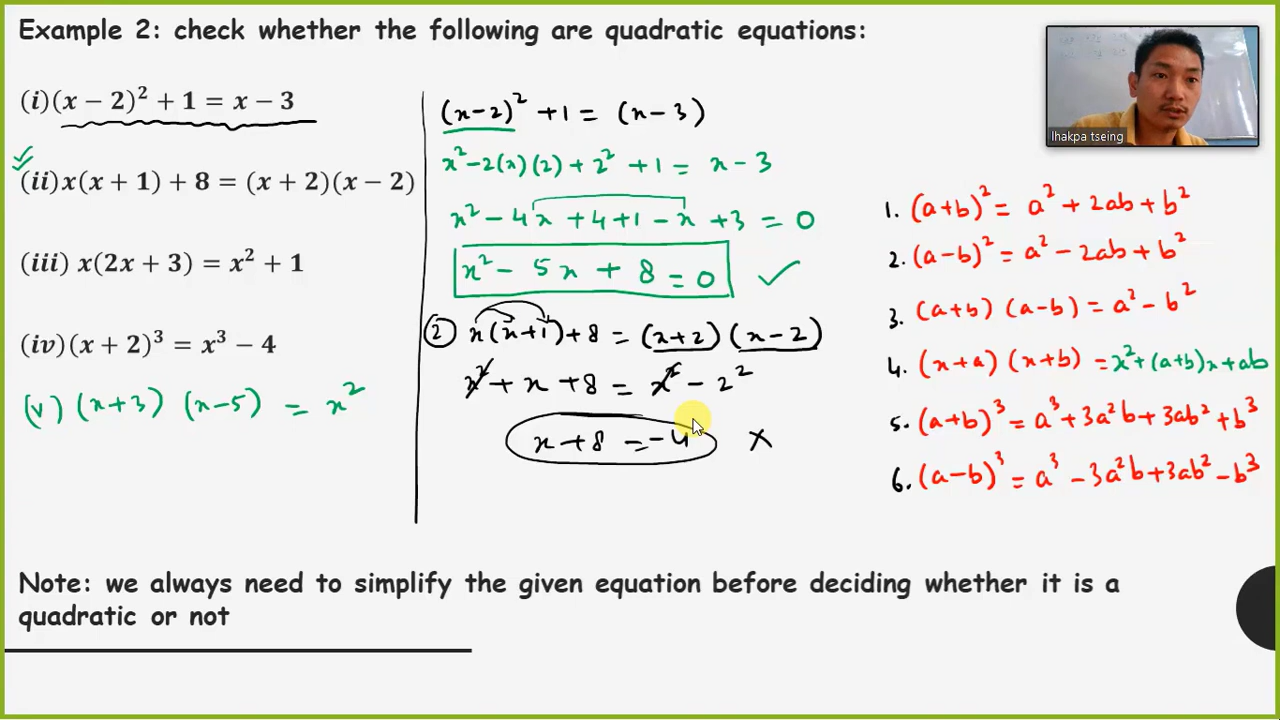 Example 2: check whether the following are quadratic equations:
(i)(x − 2)² + 1 = x − 3
(ii)x(x + 1) + 8 = (x + 2)(x − 2)
(iii) x(2x + 3) = x² + 1
(iv)(x + 2)³ = x³ − 4
(v) (x+3) (x−5) = x²
(x−2)² +1 = (x−3)
x²−2(x)(2) + 2² +1 = x − 3
x² − 4x + 4+1 −x +3 = 0
x² − 5x + 8 = 0 ✓
② x(x+1)+8 = (x+2) (x−2)
x² + x +8 = x² − 2²
x+8 = −4 ×
lhakpa tseing
1. (a+b)² = a² + 2ab + b²
2. (a−b)² = a² − 2ab + b²
3. (a+b) (a−b) = a² − b²
4. (x+a) (x+b) = x²+(a+b)x+ab
5. (a+b)³ = a³ + 3a²b + 3ab² + b³
6. (a−b)³ = a³ − 3a²b + 3ab² − b³
Note: we always need to simplify the given equation before deciding whether it is a
quadratic or not